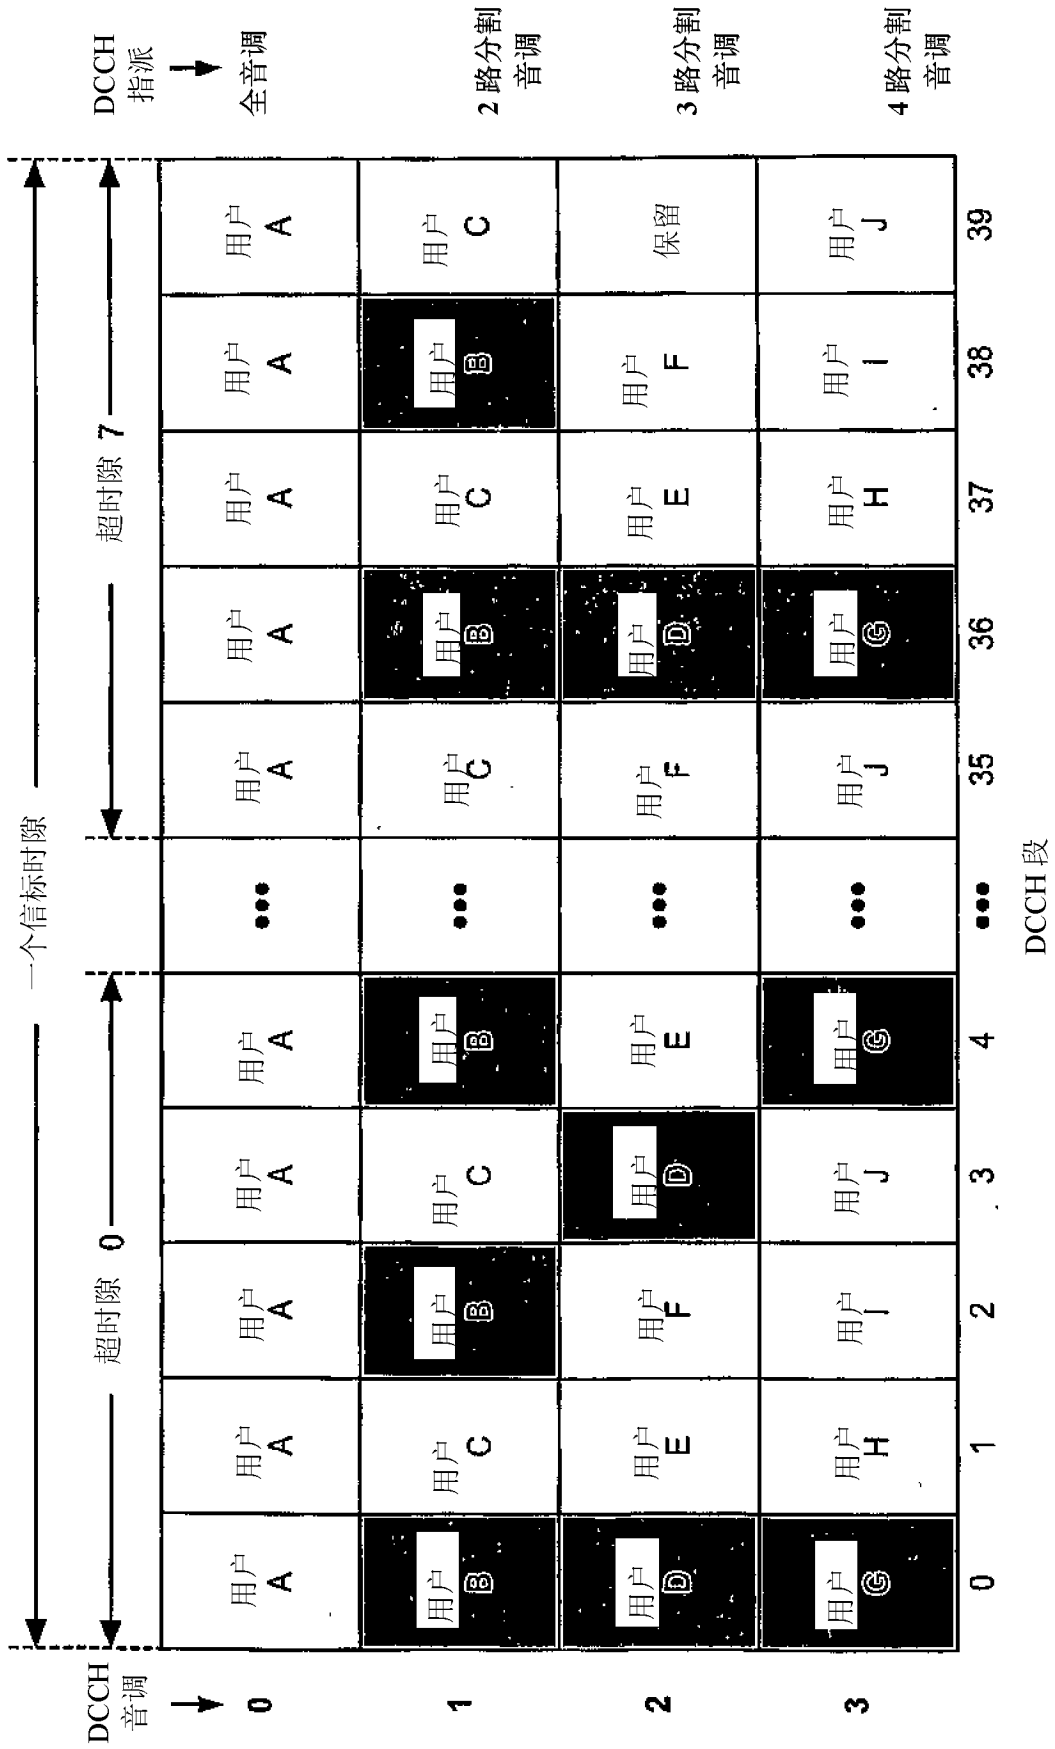 一个信标时隙
超时隙 0
超时隙 7
DCCH
音调
DCCH
指派
0
用户 A
用户 A
用户 A
用户 A
用户 A
•••
用户 A
用户 A
用户 A
用户 A
用户 A
全音调
1
用户 B
用户 C
用户 B
用户 C
用户 B
•••
用户 C
用户 B
用户 C
用户 B
用户 C
2 路分割
音调
2
用户 D
用户 E
用户 F
用户 D
用户 E
•••
用户 F
用户 D
用户 E
用户 F
保留
3 路分割
音调
3
用户 G
用户 H
用户 I
用户 J
用户 G
•••
用户 J
用户 G
用户 H
用户 I
用户 J
4 路分割
音调
0 1 2 3 4 ••• 35 36 37 38 39
DCCH 段